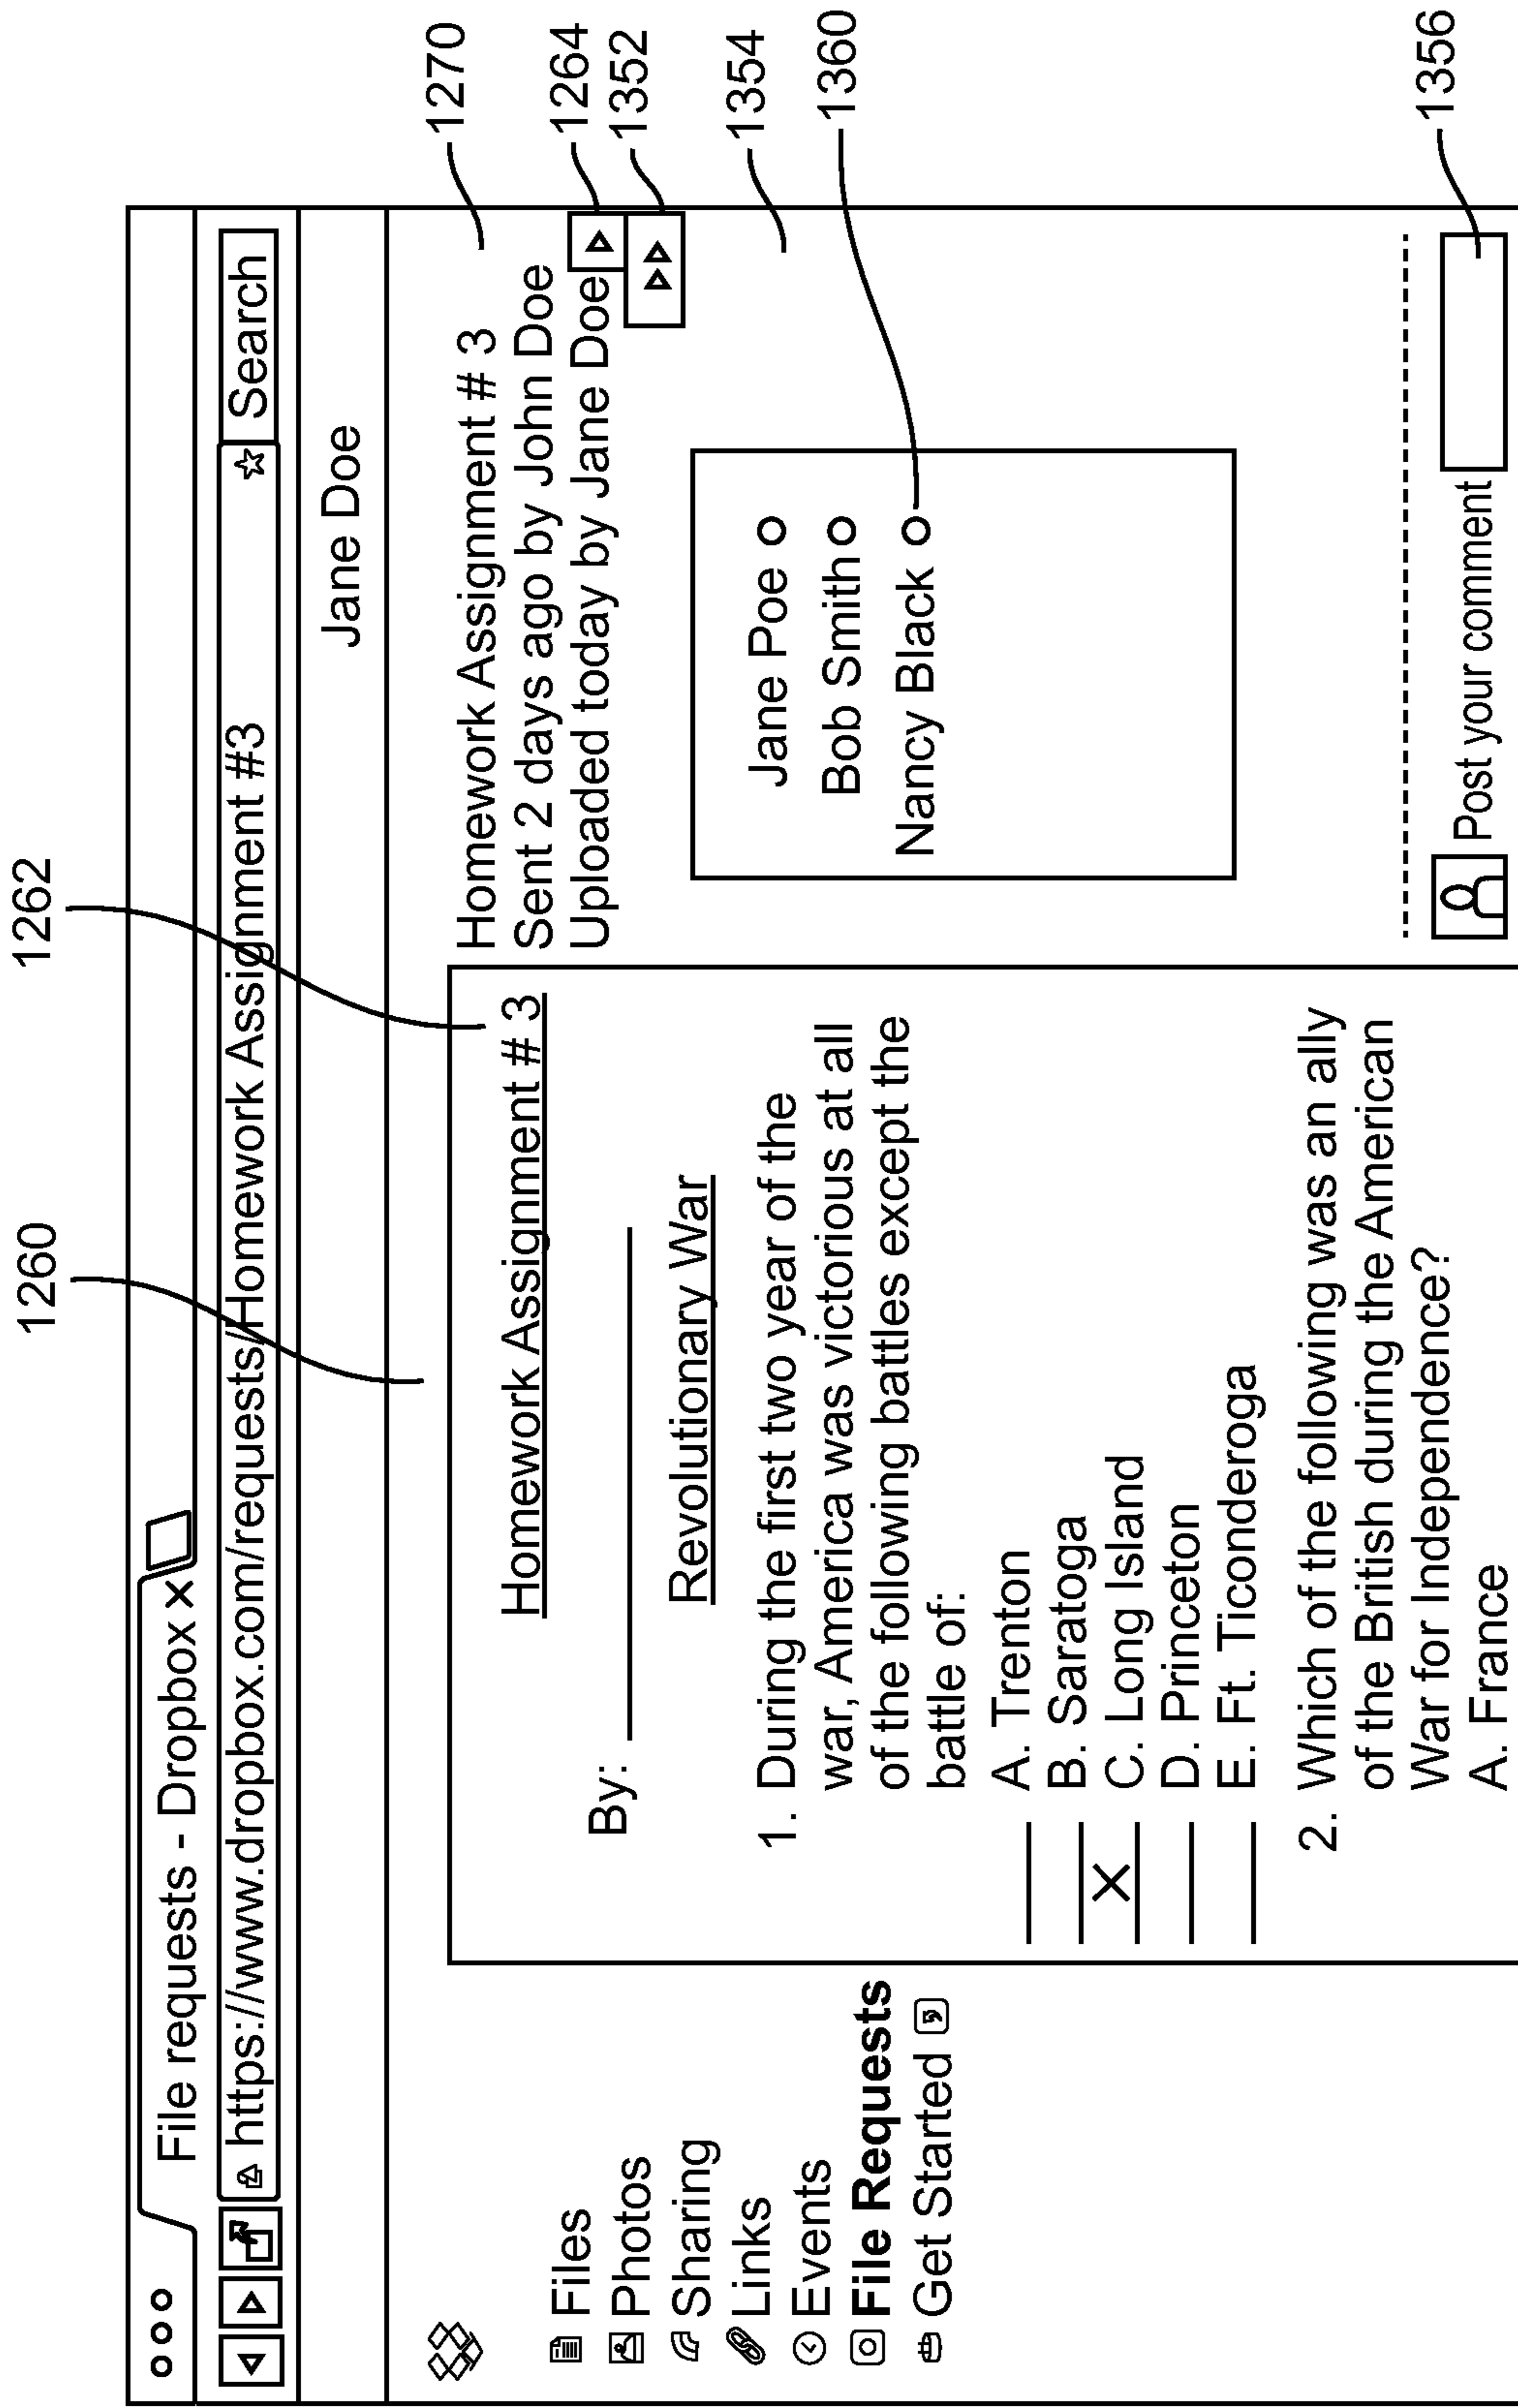 1260
1262
File requests - Dropbox X
https://www.dropbox.com/requests/Homework Assignment #3
Search
Jane Doe
Files
Photos
Sharing
Links
Events
File Requests
Get Started
Homework Assignment # 3
By:
Revolutionary War
1. During the first two year of the
war, America was victorious at all
of the following battles except the
battle of:
A. Trenton
B. Saratoga
X C. Long Island
D. Princeton
E. Ft. Ticonderoga
2. Which of the following was an ally
of the British during the American
War for Independence?
A. France
Homework Assignment # 3
Sent 2 days ago by John Doe
Uploaded today by Jane Doe
Jane Poe
Bob Smith
Nancy Black
Post your comment
1270
1264
1352
1354
1360
1356